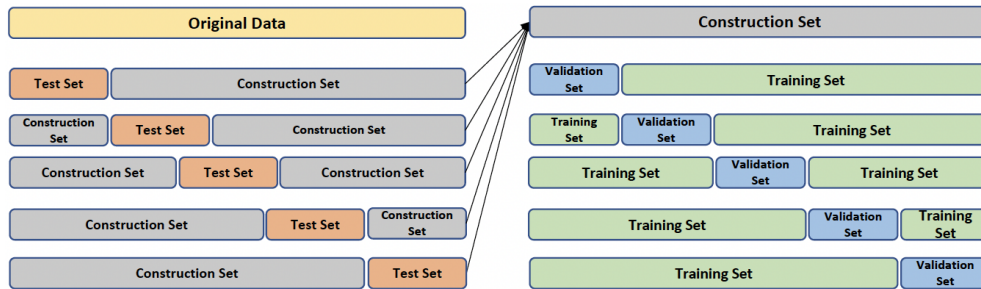 Original Data
Test Set
Construction Set
Construction
Set
Test Set
Construction Set
Construction Set
Test Set
Construction Set
Construction Set
Test Set
Construction
Set
Construction Set
Test Set
Construction Set
Validation
Set
Training Set
Training
Set
Validation
Set
Training Set
Training Set
Validation
Set
Training Set
Training Set
Validation
Set
Training
Set
Training Set
Validation
Set